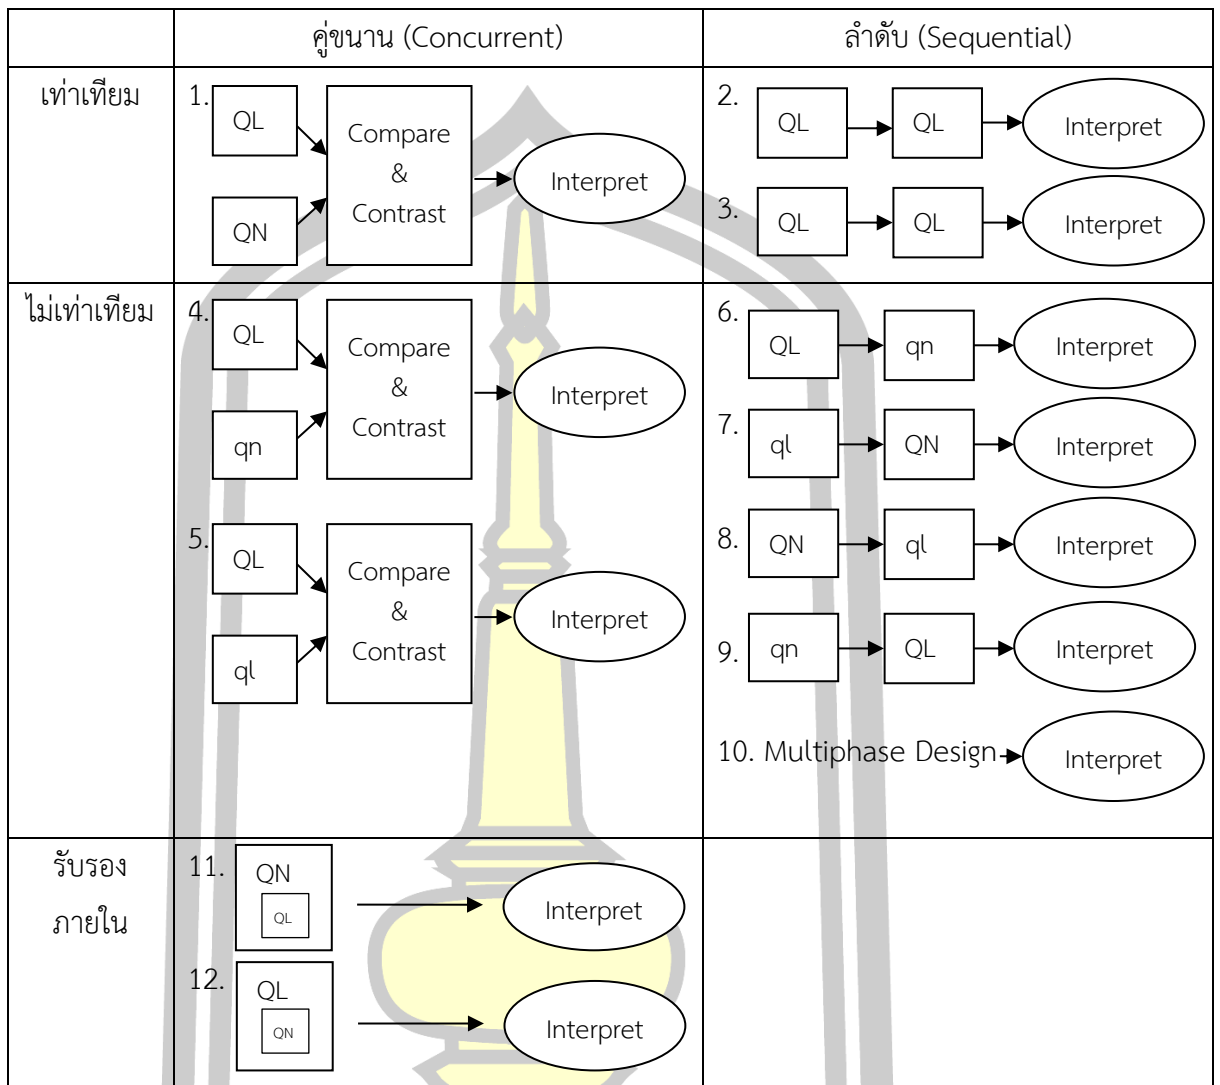 คู่ขนาน (Concurrent)
ลำดับ (Sequential)
เท่าเทียม
1.
QL
QN
Compare
&
Contrast
Interpret
2.
QL
QL
Interpret
3.
QL
QL
Interpret
ไม่เท่าเทียม
4.
QL
qn
Compare
&
Contrast
Interpret
5.
QL
ql
Compare
&
Contrast
Interpret
6.
QL
qn
Interpret
7.
ql
QN
Interpret
8.
QN
ql
Interpret
9.
qn
QL
Interpret
10. Multiphase Design
Interpret
รับรอง
ภายใน
11.
QN
QL
Interpret
12.
QL
QN
Interpret